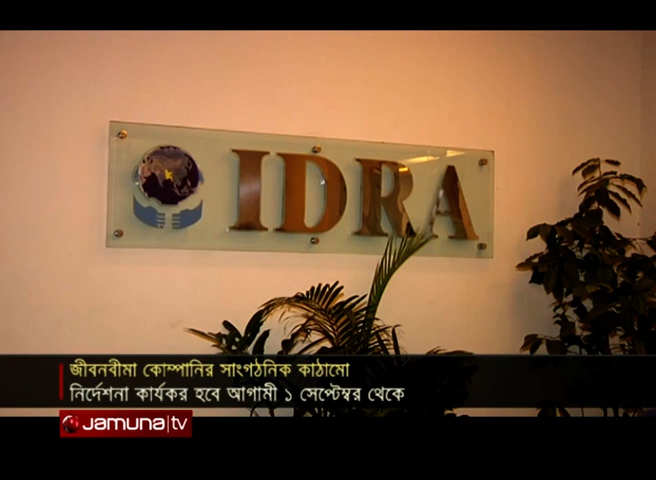 IDRA
জীবনবীমা কোম্পানির সাংগঠনিক কাঠামো
নির্দেশনা কার্যকর হবে আগামী ১ সেপ্টেম্বর থেকে
Jamuna|tv